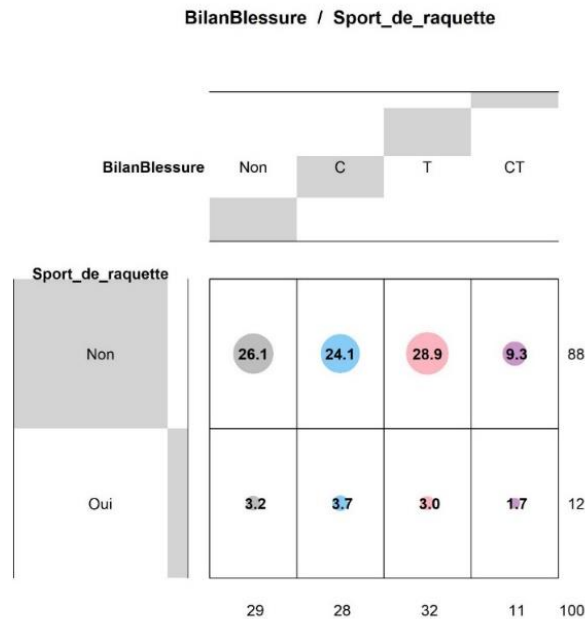 BilanBlessure / Sport_de_raquette
BilanBlessure Non C T CT
Sport_de_raquette
Non 26.1 24.1 28.9 9.3 88
Oui 3.2 3.7 3.0 1.7 12
29 28 32 11 100